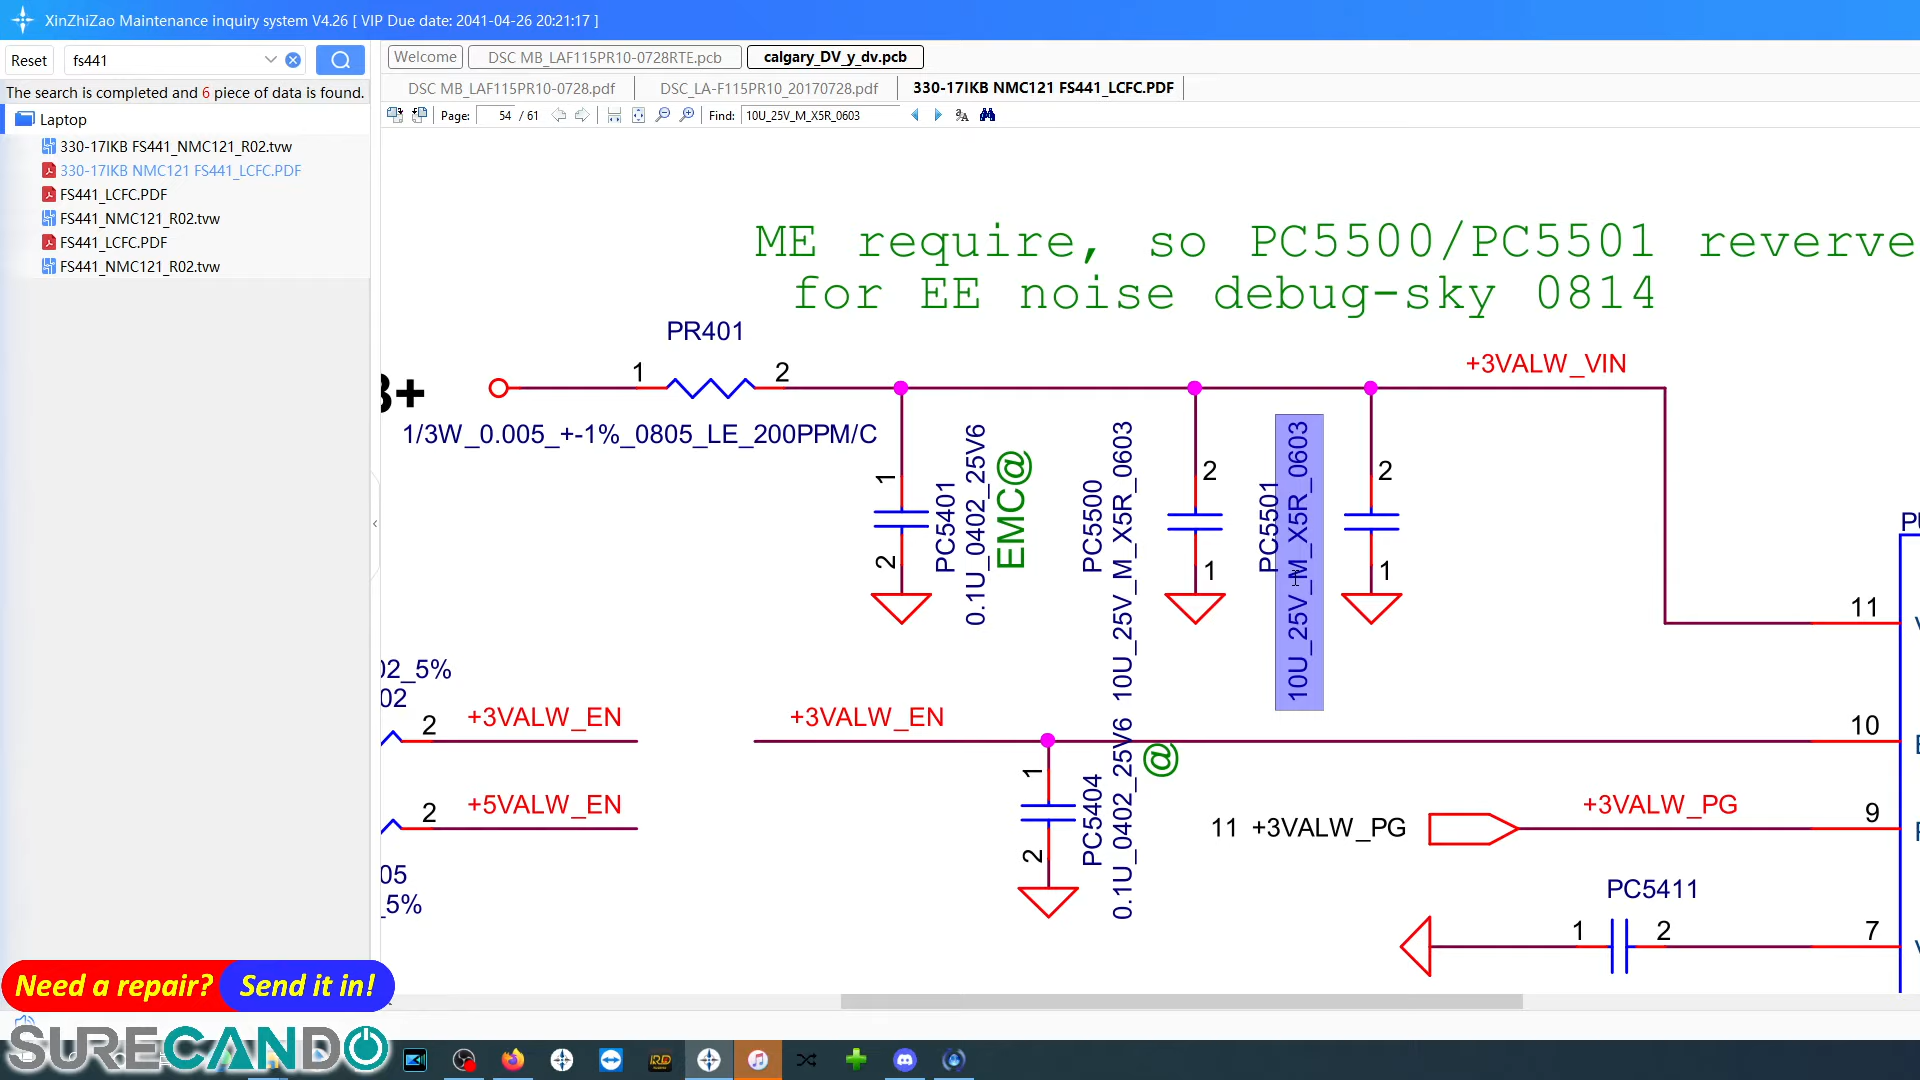 XinZhiZao Maintenance inquiry system V4.26 [ VIP Due date: 2041-04-26 20:21:17 ]
Reset
fs441
Welcome
DSC MB_LAF115PR10-0728RTE.pcb
calgary_DV_y_dv.pcb
The search is completed and 6 piece of data is found.
DSC MB_LAF115PR10-0728.pdf
DSC_LA-F115PR10_20170728.pdf
330-17IKB NMC121 FS441_LCFC.PDF
Page: 54 / 61
Find: 10U_25V_M_X5R_0603
Laptop
330-17IKB FS441_NMC121_R02.tvw
330-17IKB NMC121 FS441_LCFC.PDF
FS441_LCFC.PDF
FS441_NMC121_R02.tvw
FS441_LCFC.PDF
FS441_NMC121_R02.tvw
ME require, so PC5500/PC5501 reverve
for EE noise debug-sky 0814
PR401
1
2
+3VALW_VIN
+
1/3W_0.005_+-1%_0805_LE_200PPM/C
1
2
PC5401
0.1U_0402_25V6
EMC@
PC5500
10U_25V_M_X5R_0603
2
1
PC5501
10U_25V_M_X5R_0603
2
1
11
02_5%
02
2
+3VALW_EN
+3VALW_EN
10
1
2
PC5404
0.1U_0402_25V6
@
2
+5VALW_EN
11 +3VALW_PG
+3VALW_PG
9
05
_5%
PC5411
1
2
7
Need a repair? Send it in!
SURECANDO